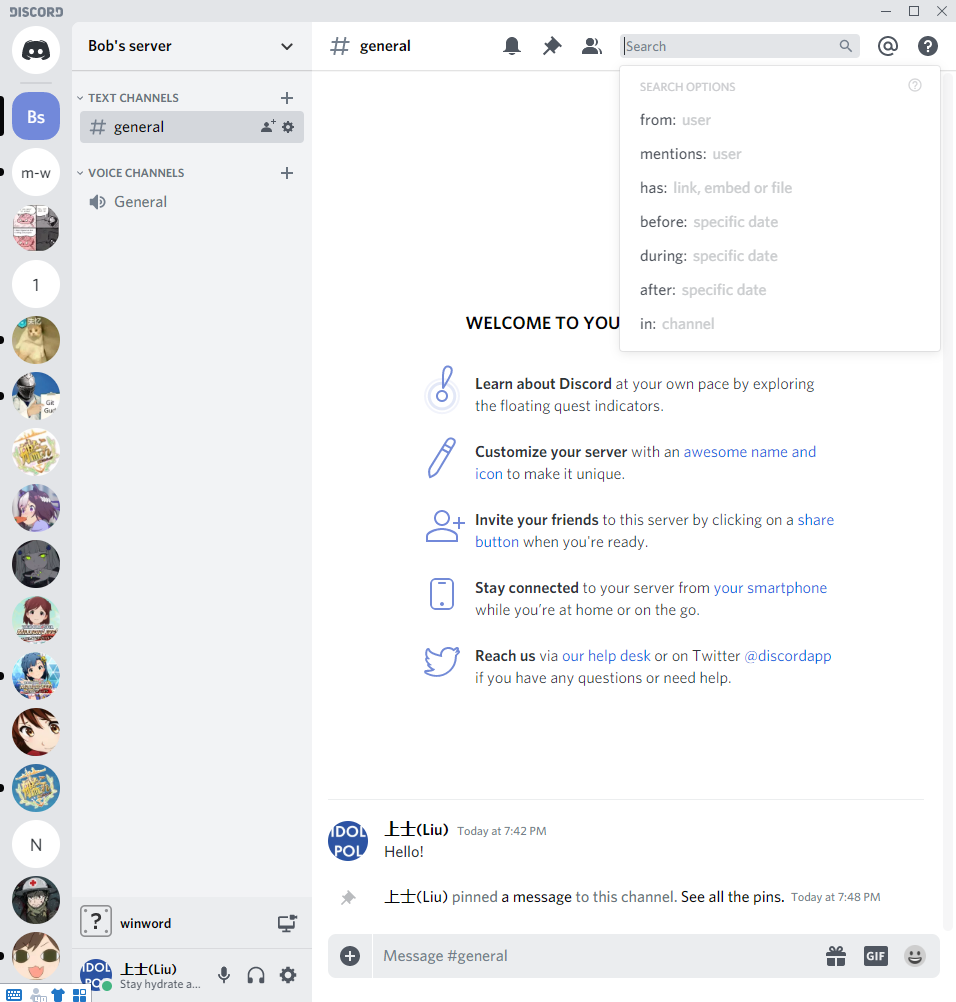 DISCORD
Bob's server
general
Search
TEXT CHANNELS
general
VOICE CHANNELS
General
Bs
m-w
1
Git
Gur
N
SEARCH OPTIONS
from: user
mentions: user
has: link, embed or file
before: specific date
during: specific date
after: specific date
in: channel
WELCOME TO YOU
Learn about Discord at your own pace by exploring
the floating quest indicators.
Customize your server with an awesome name and
icon to make it unique.
Invite your friends to this server by clicking on a share
button when you're ready.
Stay connected to your server from your smartphone
while you're at home or on the go.
Reach us via our help desk or on Twitter @discordapp
if you have any questions or need help.
IDOL
POL
上士(Liu) Today at 7:42 PM
Hello!
上士(Liu) pinned a message to this channel. See all the pins. Today at 7:48 PM
? winword
上士(Liu)
Stay hydrate a...
Message #general
GIF